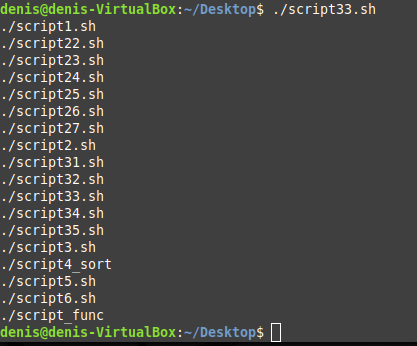 denis@denis-VirtualBox:~/Desktop$ ./script33.sh
./script1.sh
./script22.sh
./script23.sh
./script24.sh
./script25.sh
./script26.sh
./script27.sh
./script2.sh
./script31.sh
./script32.sh
./script33.sh
./script34.sh
./script35.sh
./script3.sh
./script4_sort
./script5.sh
./script6.sh
./script_func
denis@denis-VirtualBox:~/Desktop$